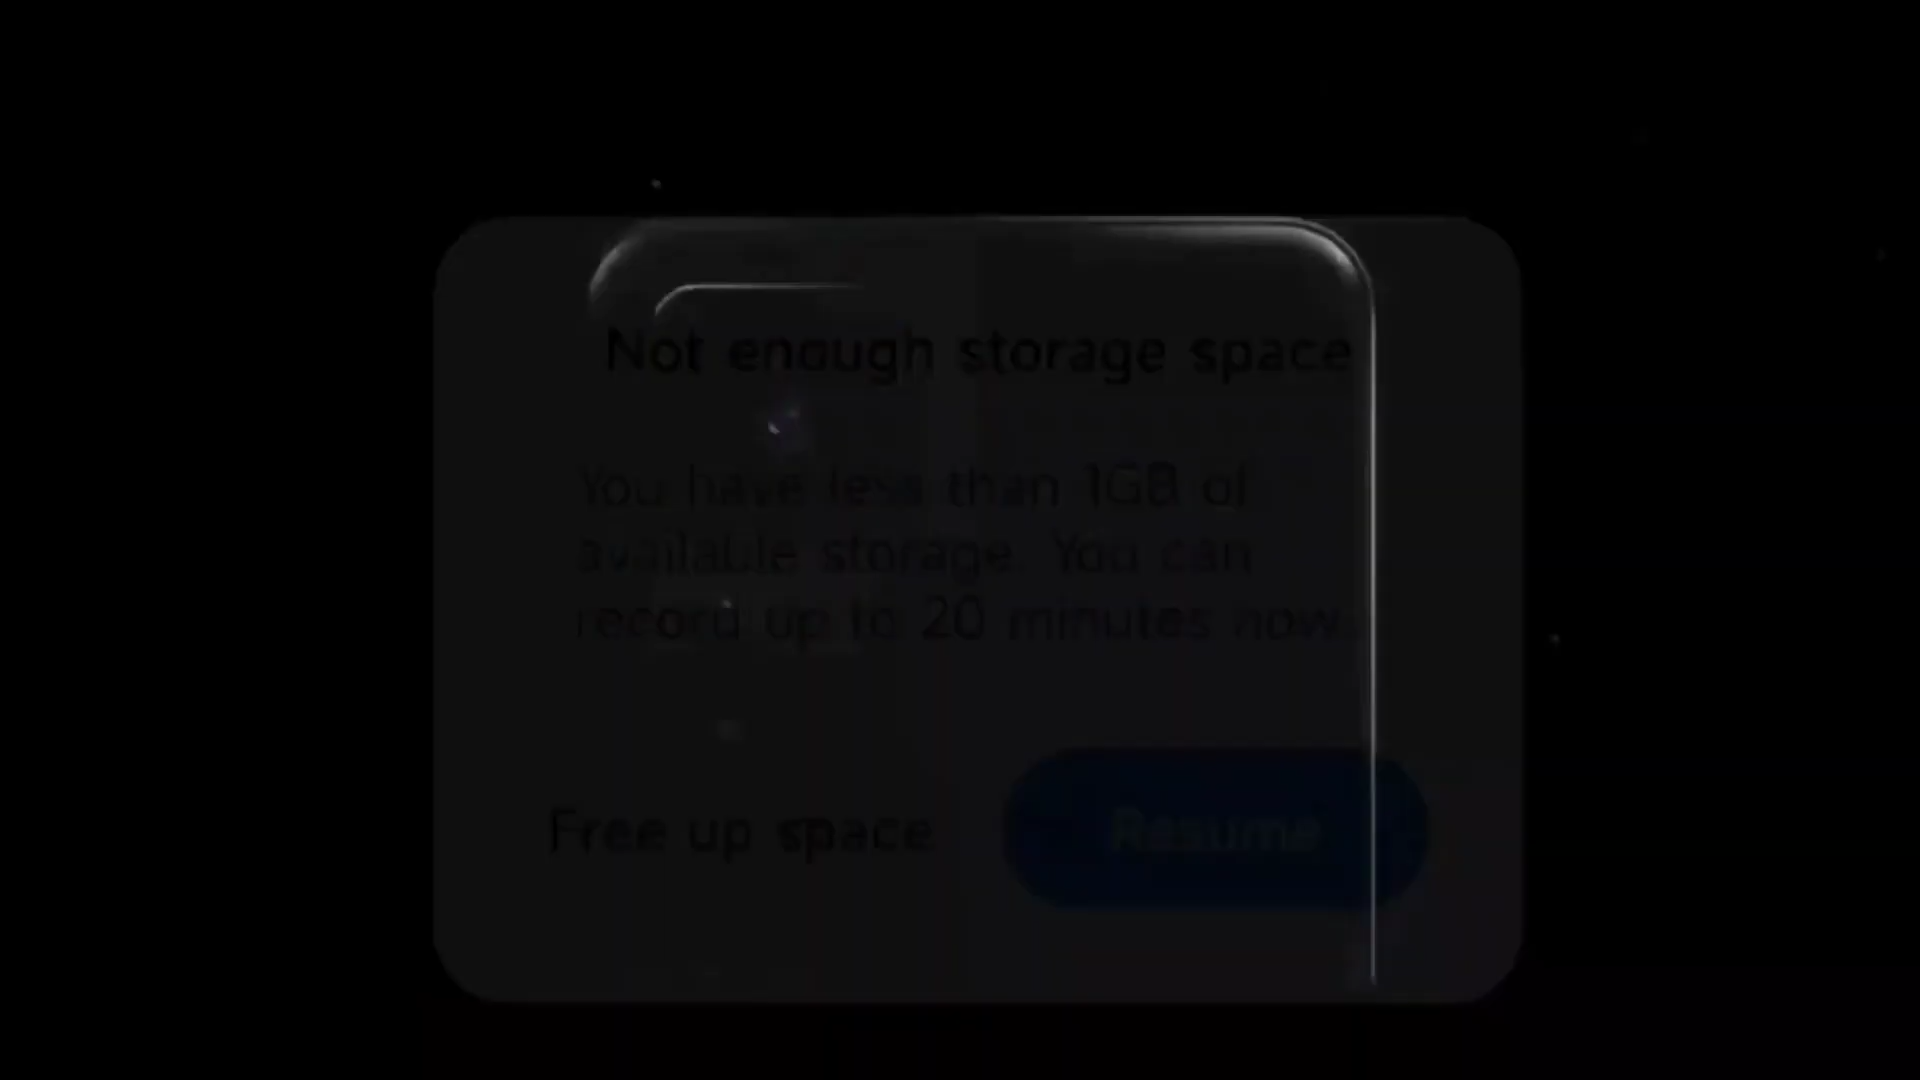 Not enough storage space
You have less than 1GB of
available storage. You can
record up to 20 minutes now.
Free up space
Resume